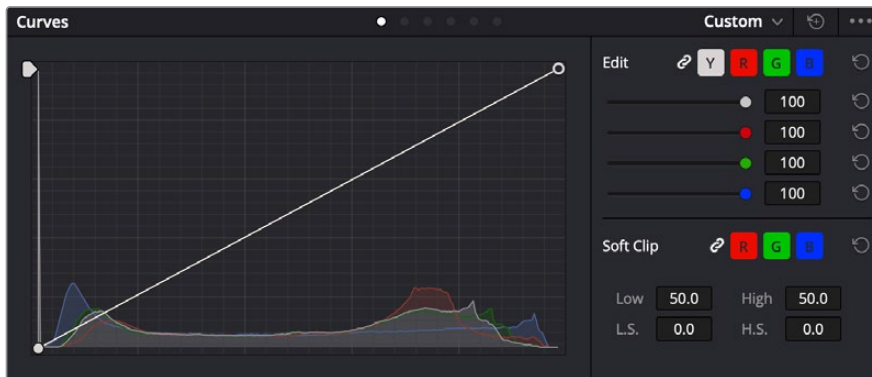 Curves Custom
Edit Y R G B
100
100
100
100
Soft Clip R G B
Low 50.0 High 50.0
L.S. 0.0 H.S. 0.0